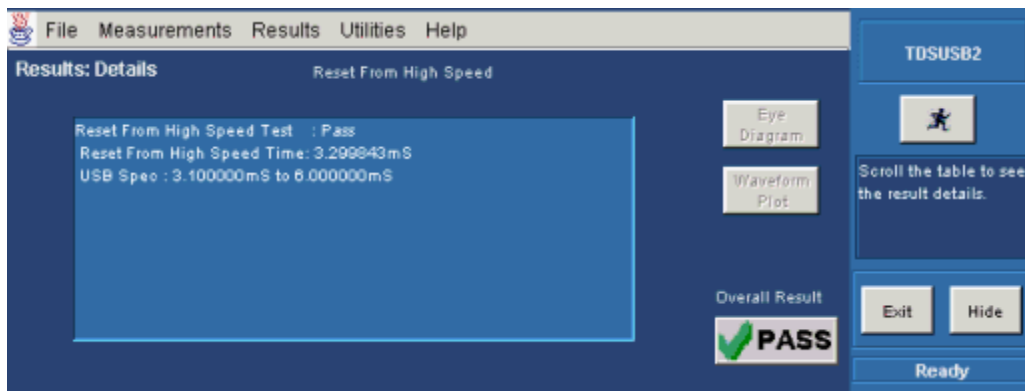 File Measurements Results Utilities Help
Results: Details
Reset From High Speed
Reset From High Speed Test : Pass
Reset From High Speed Time: 3.299843mS
USB Spec : 3.100000mS to 6.000000mS
Eye
Diagram
Waveform
Plot
Overall Result
PASS
TDSUSB2
Scroll the table to see
the result details.
Exit
Hide
Ready